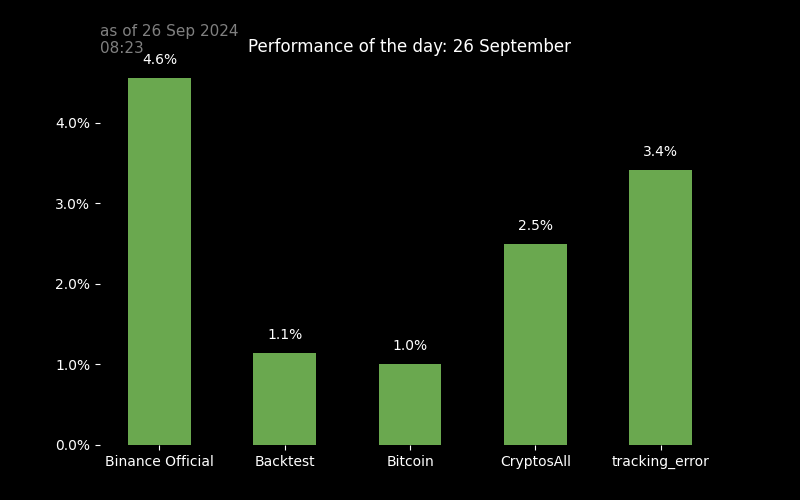 as of 26 Sep 2024
08:23
Performance of the day: 26 September
4.6%
1.1%
1.0%
2.5%
3.4%
4.0%
3.0%
2.0%
1.0%
0.0%
Binance Official
Backtest
Bitcoin
CryptosAll
tracking_error